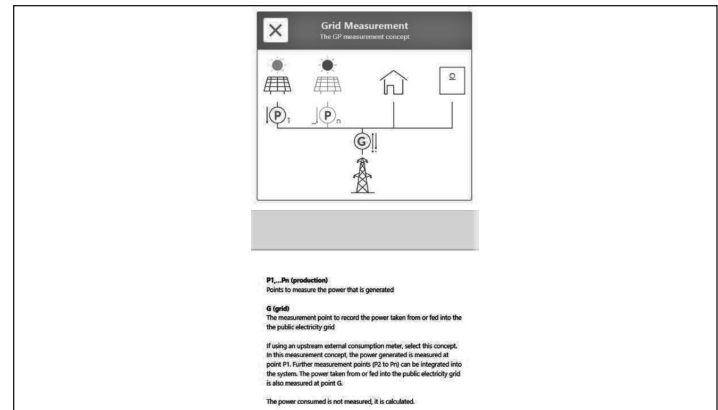 Grid Measurement
The GP measurement concept
P 1
P n
G
P1,...Pn (production)
Points to measure the power that is generated
G (grid)
The measurement point to record the power taken from or fed into the
the public electricity grid
If using an upstream external consumption meter, select this concept.
In this measurement concept, the power generated is measured at
point P1. Further measurement points (P2 to Pn) can be integrated into
the system. The power taken from or fed into the public electricity grid
is also measured at point G.
The power consumed is not measured, it is calculated.